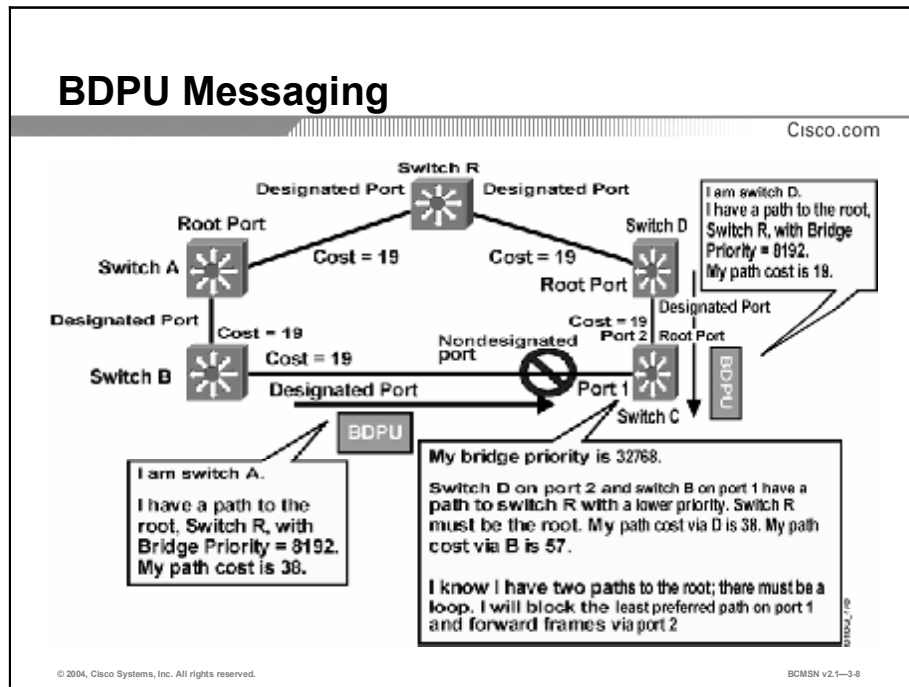 BDPU Messaging
Cisco.com
Switch R
Designated Port
Designated Port
Root Port
Switch A
Cost = 19
Cost = 19
Switch D
Root Port
Designated Port
Cost = 19
Switch B
Designated Port
Cost = 19
Port 2
Root Port
Cost = 19
Nondesignated
port
Designated Port
Port 1
Switch C
BDPU
BDPU
I am switch D.
I have a path to the root,
Switch R, with Bridge
Priority = 8192.
My path cost is 19.
I am switch A.
I have a path to the
root, Switch R, with
Bridge Priority = 8192.
My path cost is 38.
My bridge priority is 32768.
Switch D on port 2 and switch B on port 1 have a
path to switch R with a lower priority. Switch R
must be the root. My path cost via D is 38. My path
cost via B is 57.
I know I have two paths to the root; there must be a
loop. I will block the least preferred path on port 1
and forward frames via port 2
© 2004, Cisco Systems, Inc. All rights reserved.
BCMSN v2.1—3-8